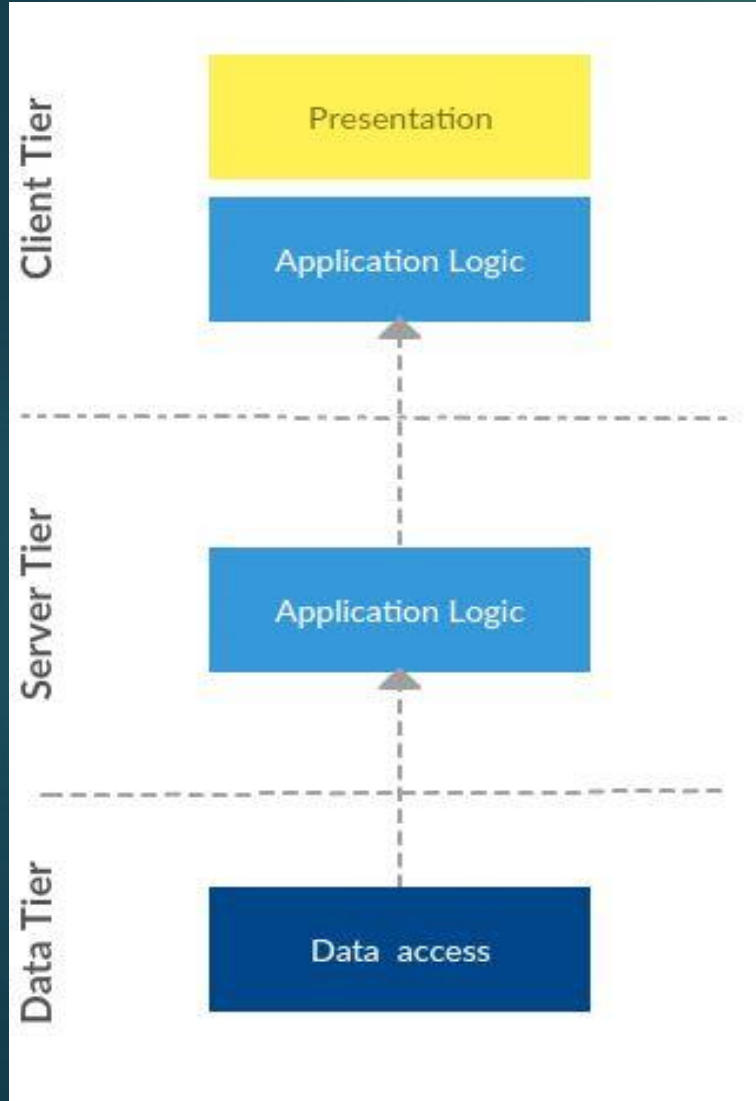 Client Tier
Presentation
Application Logic
Server Tier
Application Logic
Data Tier
Data access